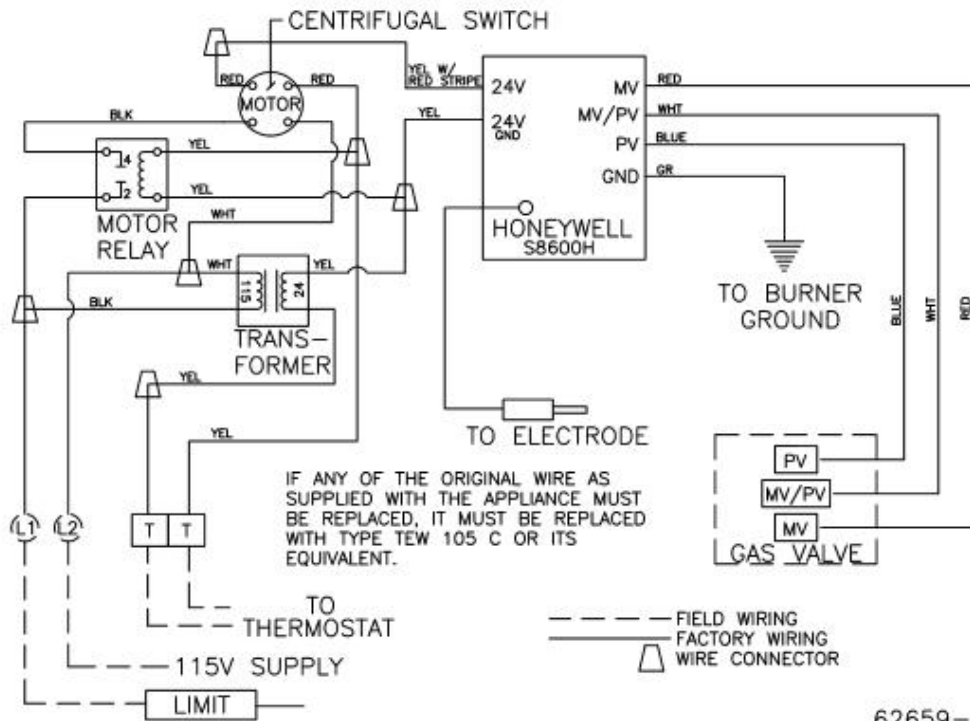 CENTRIFUGAL SWITCH
RED
RED
MOTOR
YEL W/
RED STRIPE
24V
MV
RED
BLK
YEL
24V
GND
MV/PV
WHT
PV
BLUE
4
YEL
2
YEL
GND
GR
MOTOR
RELAY
WHT
HONEYWELL
S8600H
WHT
YEL
115
24
BLK
TRANS-
FORMER
TO BURNER
GROUND
BLUE
WHT
RED
YEL
YEL
TO ELECTRODE
IF ANY OF THE ORIGINAL WIRE AS
SUPPLIED WITH THE APPLIANCE MUST
BE REPLACED, IT MUST BE REPLACED
WITH TYPE TEW 105 C OR ITS
EQUIVALENT.
PV
MV/PV
MV
GAS VALVE
L1
L2
T
T
TO
THERMOSTAT
115V SUPPLY
LIMIT
FIELD WIRING
FACTORY WIRING
WIRE CONNECTOR
62659-